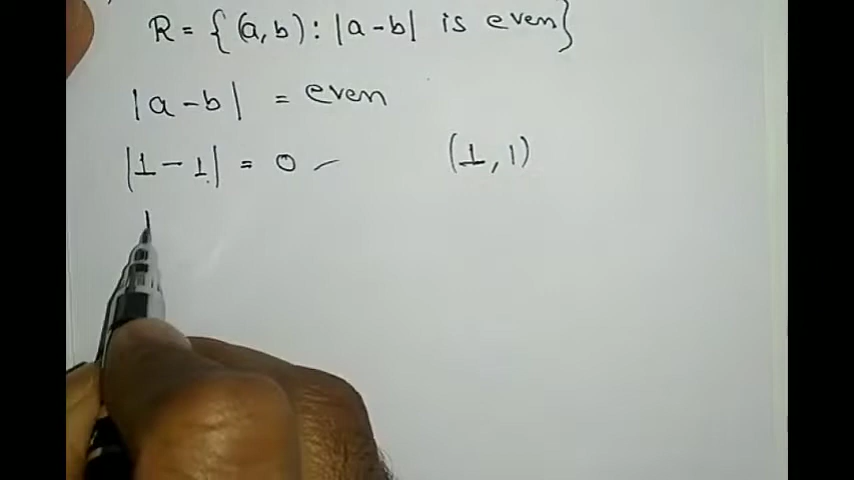 R = {(a,b) : |a-b| is even}
|a-b| = even
|1-1| = 0 (1,1)